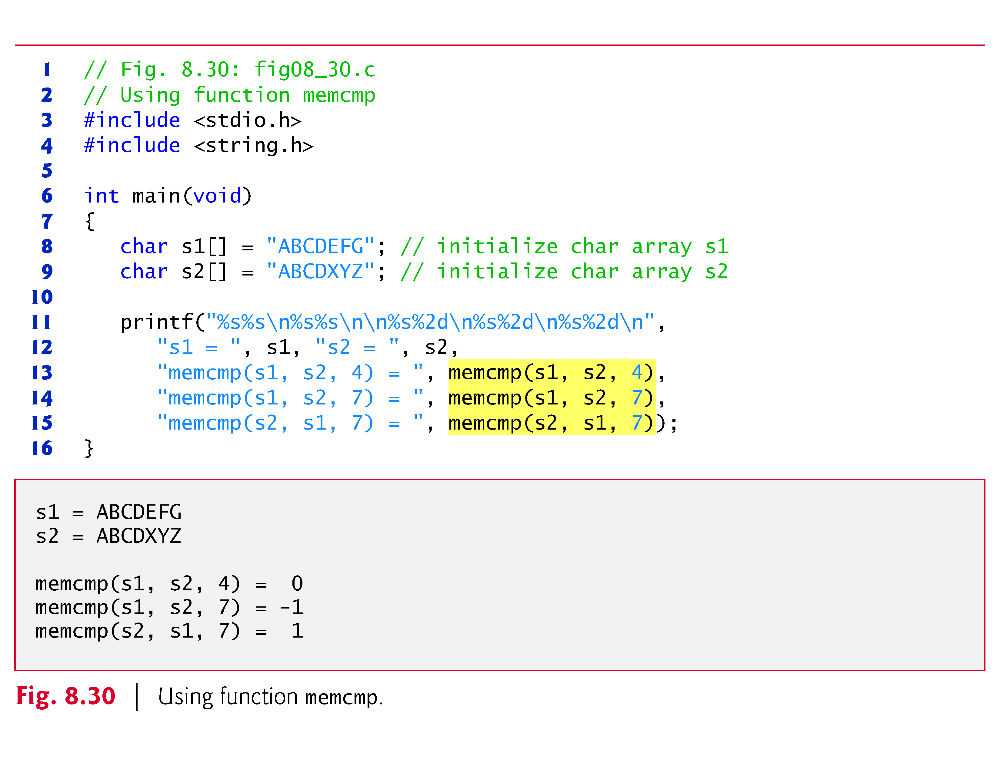 1 // Fig. 8.30: fig08_30.c
2 // Using function memcmp
3 #include <stdio.h>
4 #include <string.h>
5
6 int main(void)
7 {
8    char s1[] = "ABCDEFG"; // initialize char array s1
9    char s2[] = "ABCDXYZ"; // initialize char array s2
10
11    printf("%s%s\n%s%s\n\n%s%2d\n%s%2d\n%s%2d\n",
12       "s1 = ", s1, "s2 = ", s2,
13       "memcmp(s1, s2, 4) = ", memcmp(s1, s2, 4),
14       "memcmp(s1, s2, 7) = ", memcmp(s1, s2, 7),
15       "memcmp(s2, s1, 7) = ", memcmp(s2, s1, 7));
16 }
s1 = ABCDEFG
s2 = ABCDXYZ
memcmp(s1, s2, 4) =  0
memcmp(s1, s2, 7) = -1
memcmp(s2, s1, 7) =  1
Fig. 8.30 | Using function memcmp.